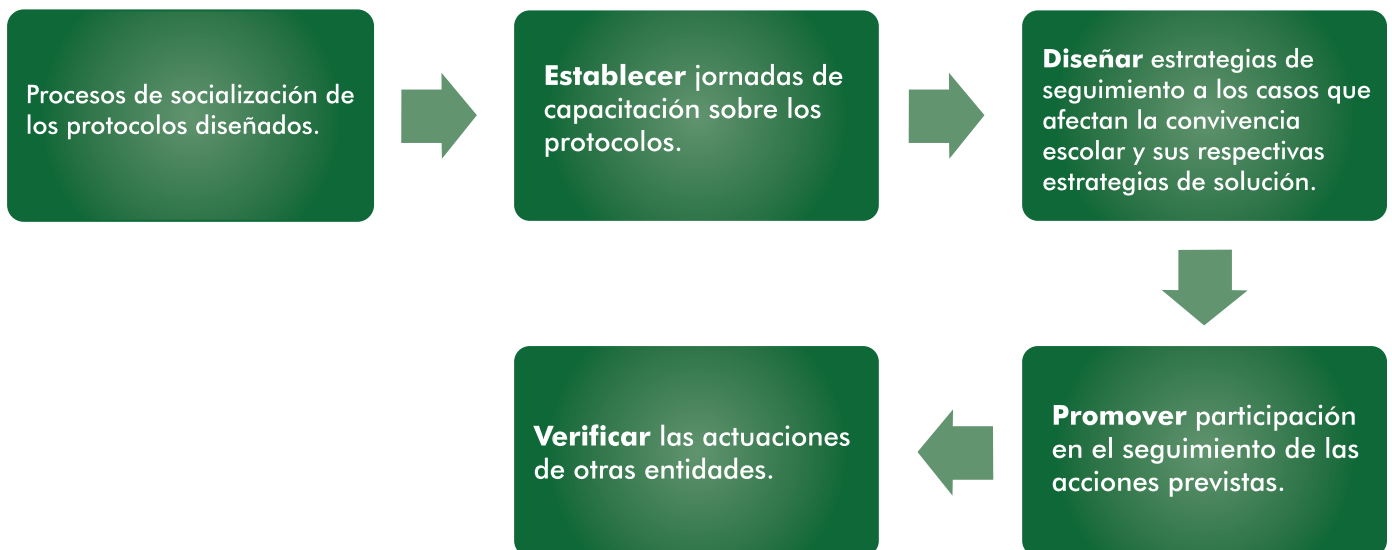 Procesos de socialización de
los protocolos diseñados.
Establecer jornadas de
capacitación sobre los
protocolos.
Diseñar estrategias de
seguimiento a los casos que
afectan la convivencia
escolar y sus respectivas
estrategias de solución.
Promover participación
en el seguimiento de las
acciones previstas.
Verificar las actuaciones
de otras entidades.